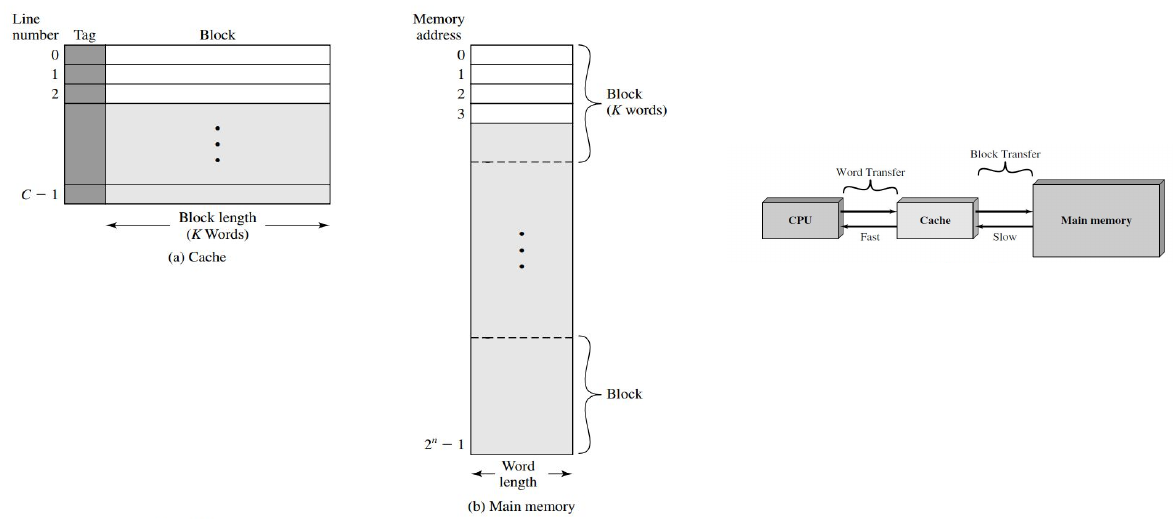 Line
number Tag Block
0
1
2
C − 1
Block length
(K Words)
(a) Cache
Memory
address
0
1
2
3
Block
(K words)
Block
2ⁿ − 1
Word
length
(b) Main memory
Block Transfer
Word Transfer
CPU
Cache
Main memory
Fast
Slow